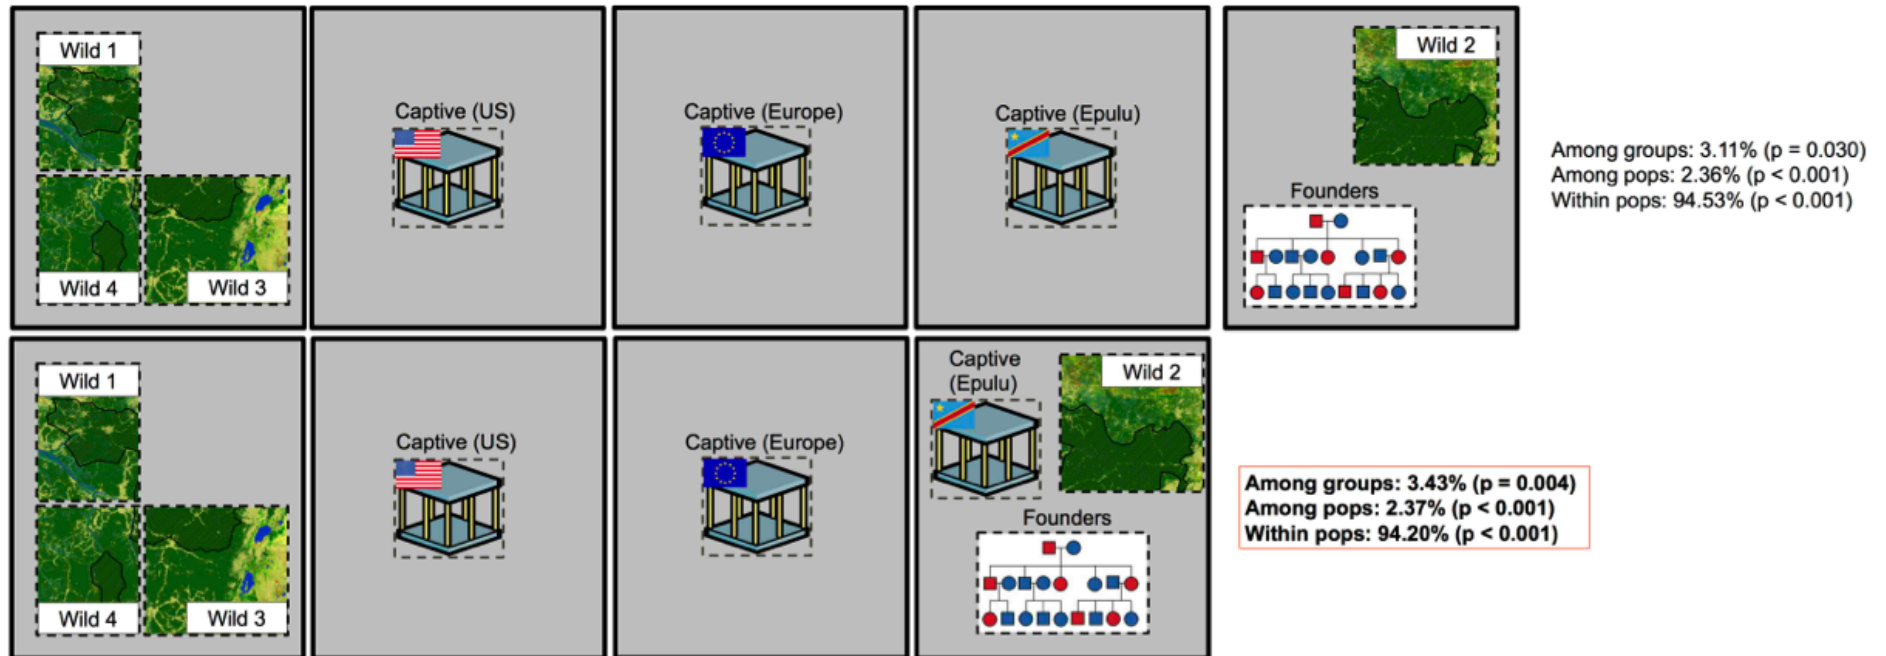 Wild 1
Wild 4
Wild 3
Captive (US)
Captive (Europe)
Captive (Epulu)
Wild 2
Founders
Among groups: 3.11% (p = 0.030)
Among pops: 2.36% (p < 0.001)
Within pops: 94.53% (p < 0.001)
Wild 1
Wild 4
Wild 3
Captive (US)
Captive (Europe)
Captive
(Epulu)
Wild 2
Founders
Among groups: 3.43% (p = 0.004)
Among pops: 2.37% (p < 0.001)
Within pops: 94.20% (p < 0.001)